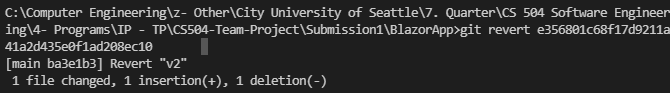 C:\Computer Engineering\z- Other\City University of Seattle\7. Quarter\CS 504 Software Engineer
ing\4- Programs\IP - TP\CS504-Team-Project\Submission1\BlazorApp>git revert e356801c68f17d9211a
41a2d435e0f1ad208ec10
[main ba3e1b3] Revert "v2"
1 file changed, 1 insertion(+), 1 deletion(-)